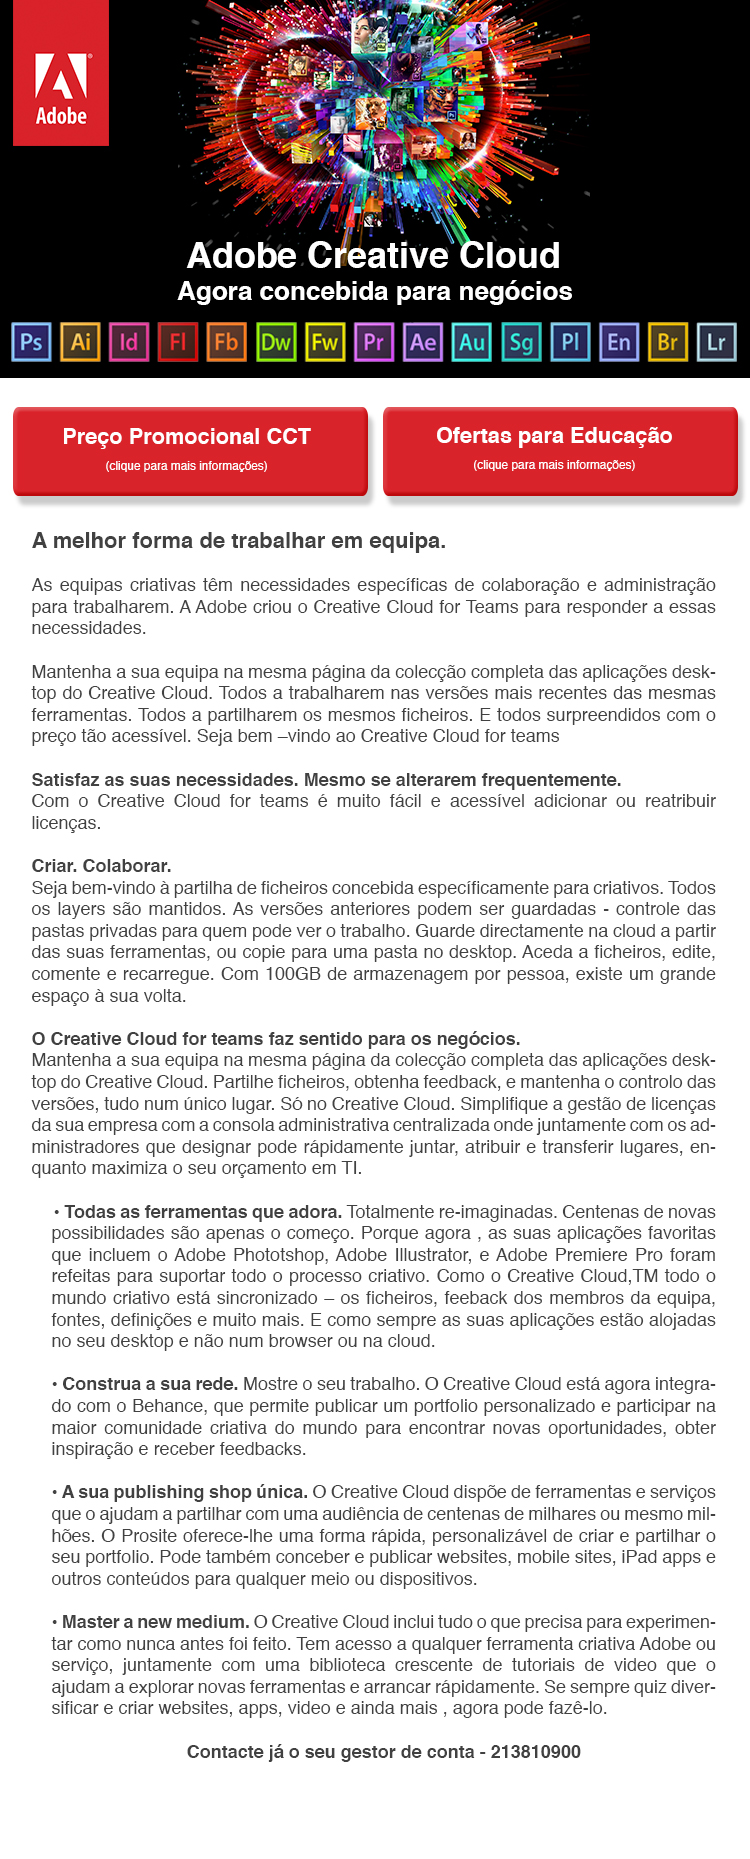 Adobe
Adobe Creative Cloud
Agora concebida para negócios
Ps Ai Id Fl Fb Dw Fw Pr Ae Au Sg Pl En Br Lr
Preço Promocional CCT
(clique para mais informações)
Ofertas para Educação
(clique para mais informações)
A melhor forma de trabalhar em equipa.
As equipas criativas têm necessidades específicas de colaboração e administração
para trabalharem. A Adobe criou o Creative Cloud for Teams para responder a essas
necessidades.
Mantenha a sua equipa na mesma página da colecção completa das aplicações desk-
top do Creative Cloud. Todos a trabalharem nas versões mais recentes das mesmas
ferramentas. Todos a partilharem os mesmos ficheiros. E todos surpreendidos com o
preço tão acessível. Seja bem –vindo ao Creative Cloud for teams
Satisfaz as suas necessidades. Mesmo se alterarem frequentemente.
Com o Creative Cloud for teams é muito fácil e acessível adicionar ou reatribuir
licenças.
Criar. Colaborar.
Seja bem-vindo à partilha de ficheiros concebida específicamente para criativos. Todos
os layers são mantidos. As versões anteriores podem ser guardadas - controle das
pastas privadas para quem pode ver o trabalho. Guarde directamente na cloud a partir
das suas ferramentas, ou copie para uma pasta no desktop. Aceda a ficheiros, edite,
comente e recarregue. Com 100GB de armazenagem por pessoa, existe um grande
espaço à sua volta.
O Creative Cloud for teams faz sentido para os negócios.
Mantenha a sua equipa na mesma página da colecção completa das aplicações desk-
top do Creative Cloud. Partilhe ficheiros, obtenha feedback, e mantenha o controlo das
versões, tudo num único lugar. Só no Creative Cloud. Simplifique a gestão de licenças
da sua empresa com a consola administrativa centralizada onde juntamente com os ad-
ministradores que designar pode rápidamente juntar, atribuir e transferir lugares, en-
quanto maximiza o seu orçamento em TI.
• Todas as ferramentas que adora. Totalmente re-imaginadas. Centenas de novas
possibilidades são apenas o começo. Porque agora , as suas aplicações favoritas
que incluem o Adobe Phototshop, Adobe Illustrator, e Adobe Premiere Pro foram
refeitas para suportar todo o processo criativo. Como o Creative Cloud,TM todo o
mundo criativo está sincronizado – os ficheiros, feeback dos membros da equipa,
fontes, definições e muito mais. E como sempre as suas aplicações estão alojadas
no seu desktop e não num browser ou na cloud.
• Construa a sua rede. Mostre o seu trabalho. O Creative Cloud está agora integra-
do com o Behance, que permite publicar um portfolio personalizado e participar na
maior comunidade criativa do mundo para encontrar novas oportunidades, obter
inspiração e receber feedbacks.
• A sua publishing shop única. O Creative Cloud dispõe de ferramentas e serviços
que o ajudam a partilhar com uma audiência de centenas de milhares ou mesmo mil-
hões. O Prosite oferece-lhe uma forma rápida, personalizável de criar e partilhar o
seu portfolio. Pode também conceber e publicar websites, mobile sites, iPad apps e
outros conteúdos para qualquer meio ou dispositivos.
• Master a new medium. O Creative Cloud inclui tudo o que precisa para experimen-
tar como nunca antes foi feito. Tem acesso a qualquer ferramenta criativa Adobe ou
serviço, juntamente com uma biblioteca crescente de tutoriais de video que o
ajudam a explorar novas ferramentas e arrancar rápidamente. Se sempre quiz diver-
sificar e criar websites, apps, video e ainda mais , agora pode fazê-lo.
Contacte já o seu gestor de conta - 213810900